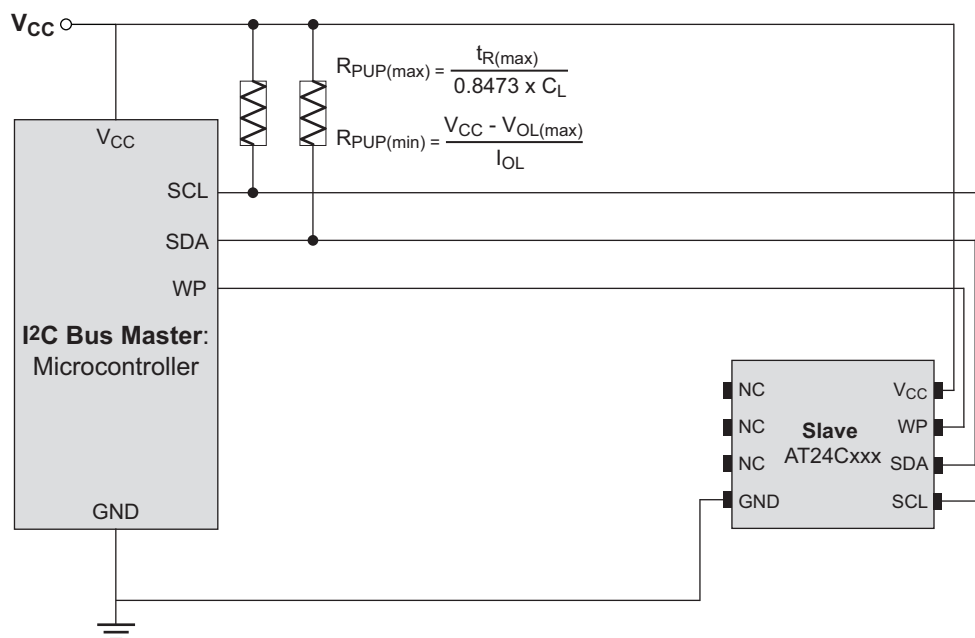 VCC
RPUP(max) = tR(max)
0.8473 x CL
RPUP(min) = VCC - VOL(max)
IOL
VCC
SCL
SDA
WP
I2C Bus Master:
Microcontroller
GND
NC
NC
NC
GND
Slave
AT24Cxxx
VCC
WP
SDA
SCL